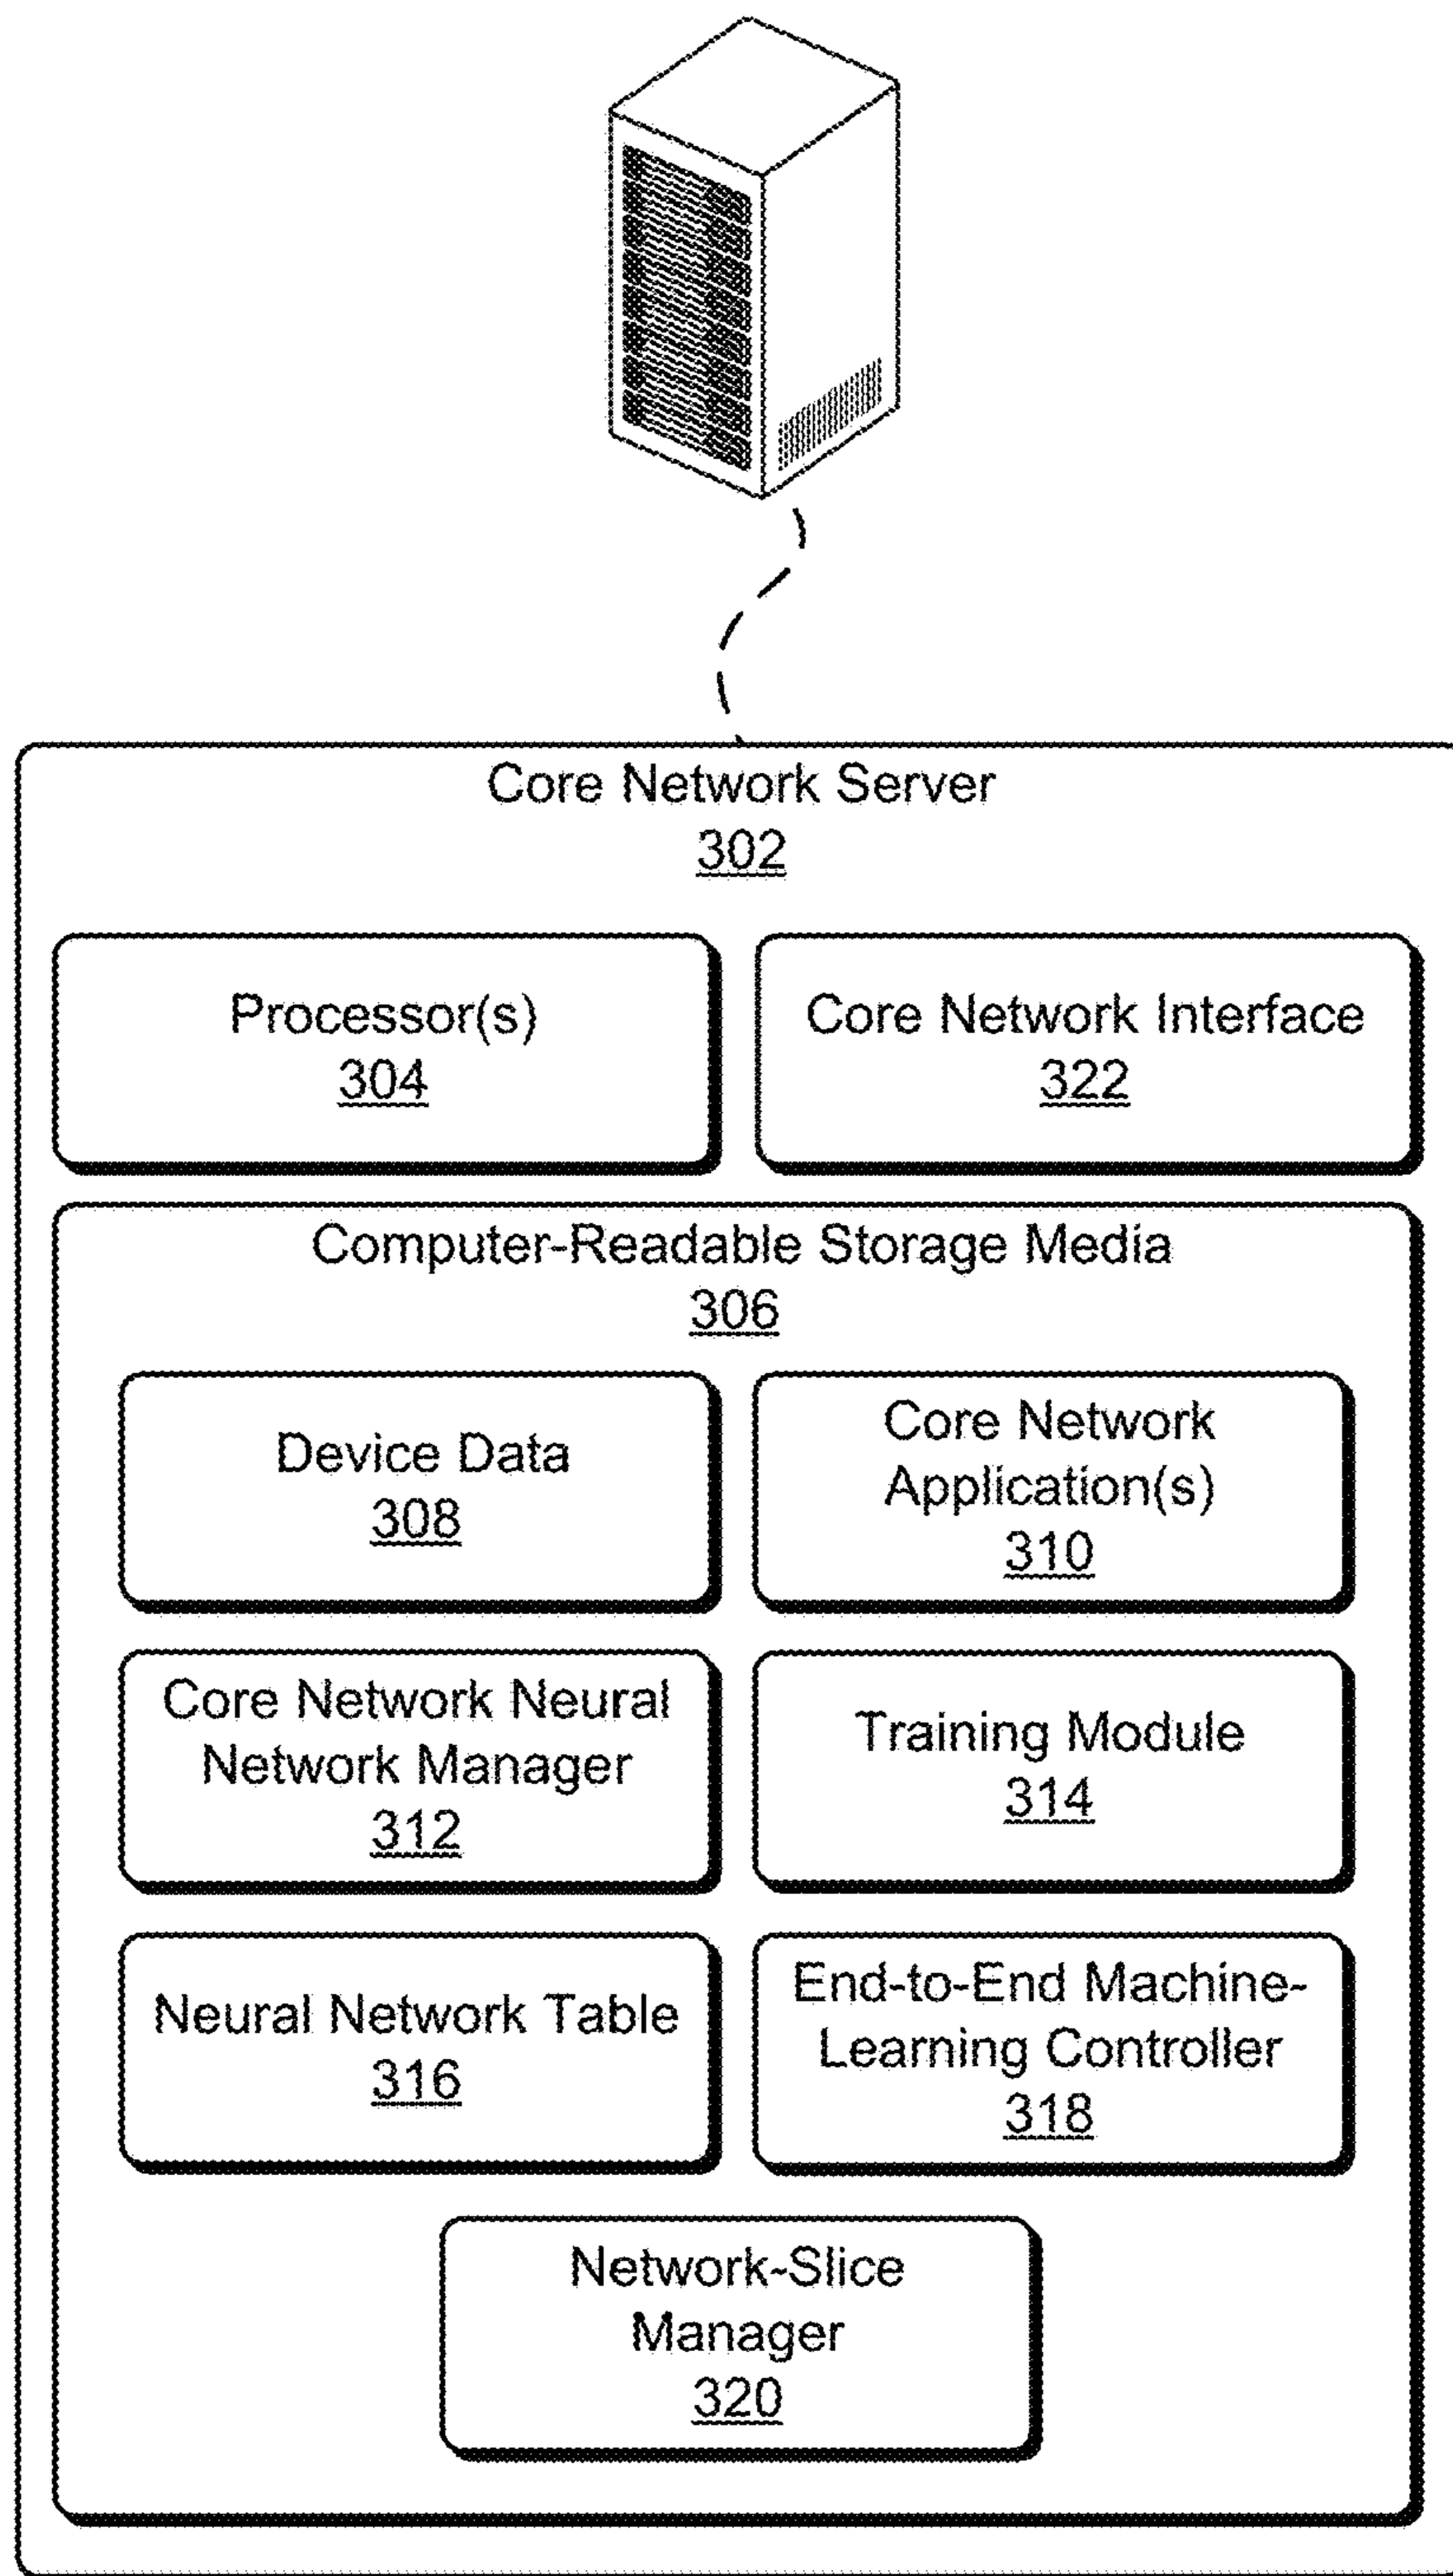 Core Network Server
302
Processor(s)
304
Core Network Interface
322
Computer-Readable Storage Media
306
Device Data
308
Core Network
Application(s)
310
Core Network Neural
Network Manager
312
Training Module
314
Neural Network Table
316
End-to-End Machine-
Learning Controller
318
Network-Slice
Manager
320